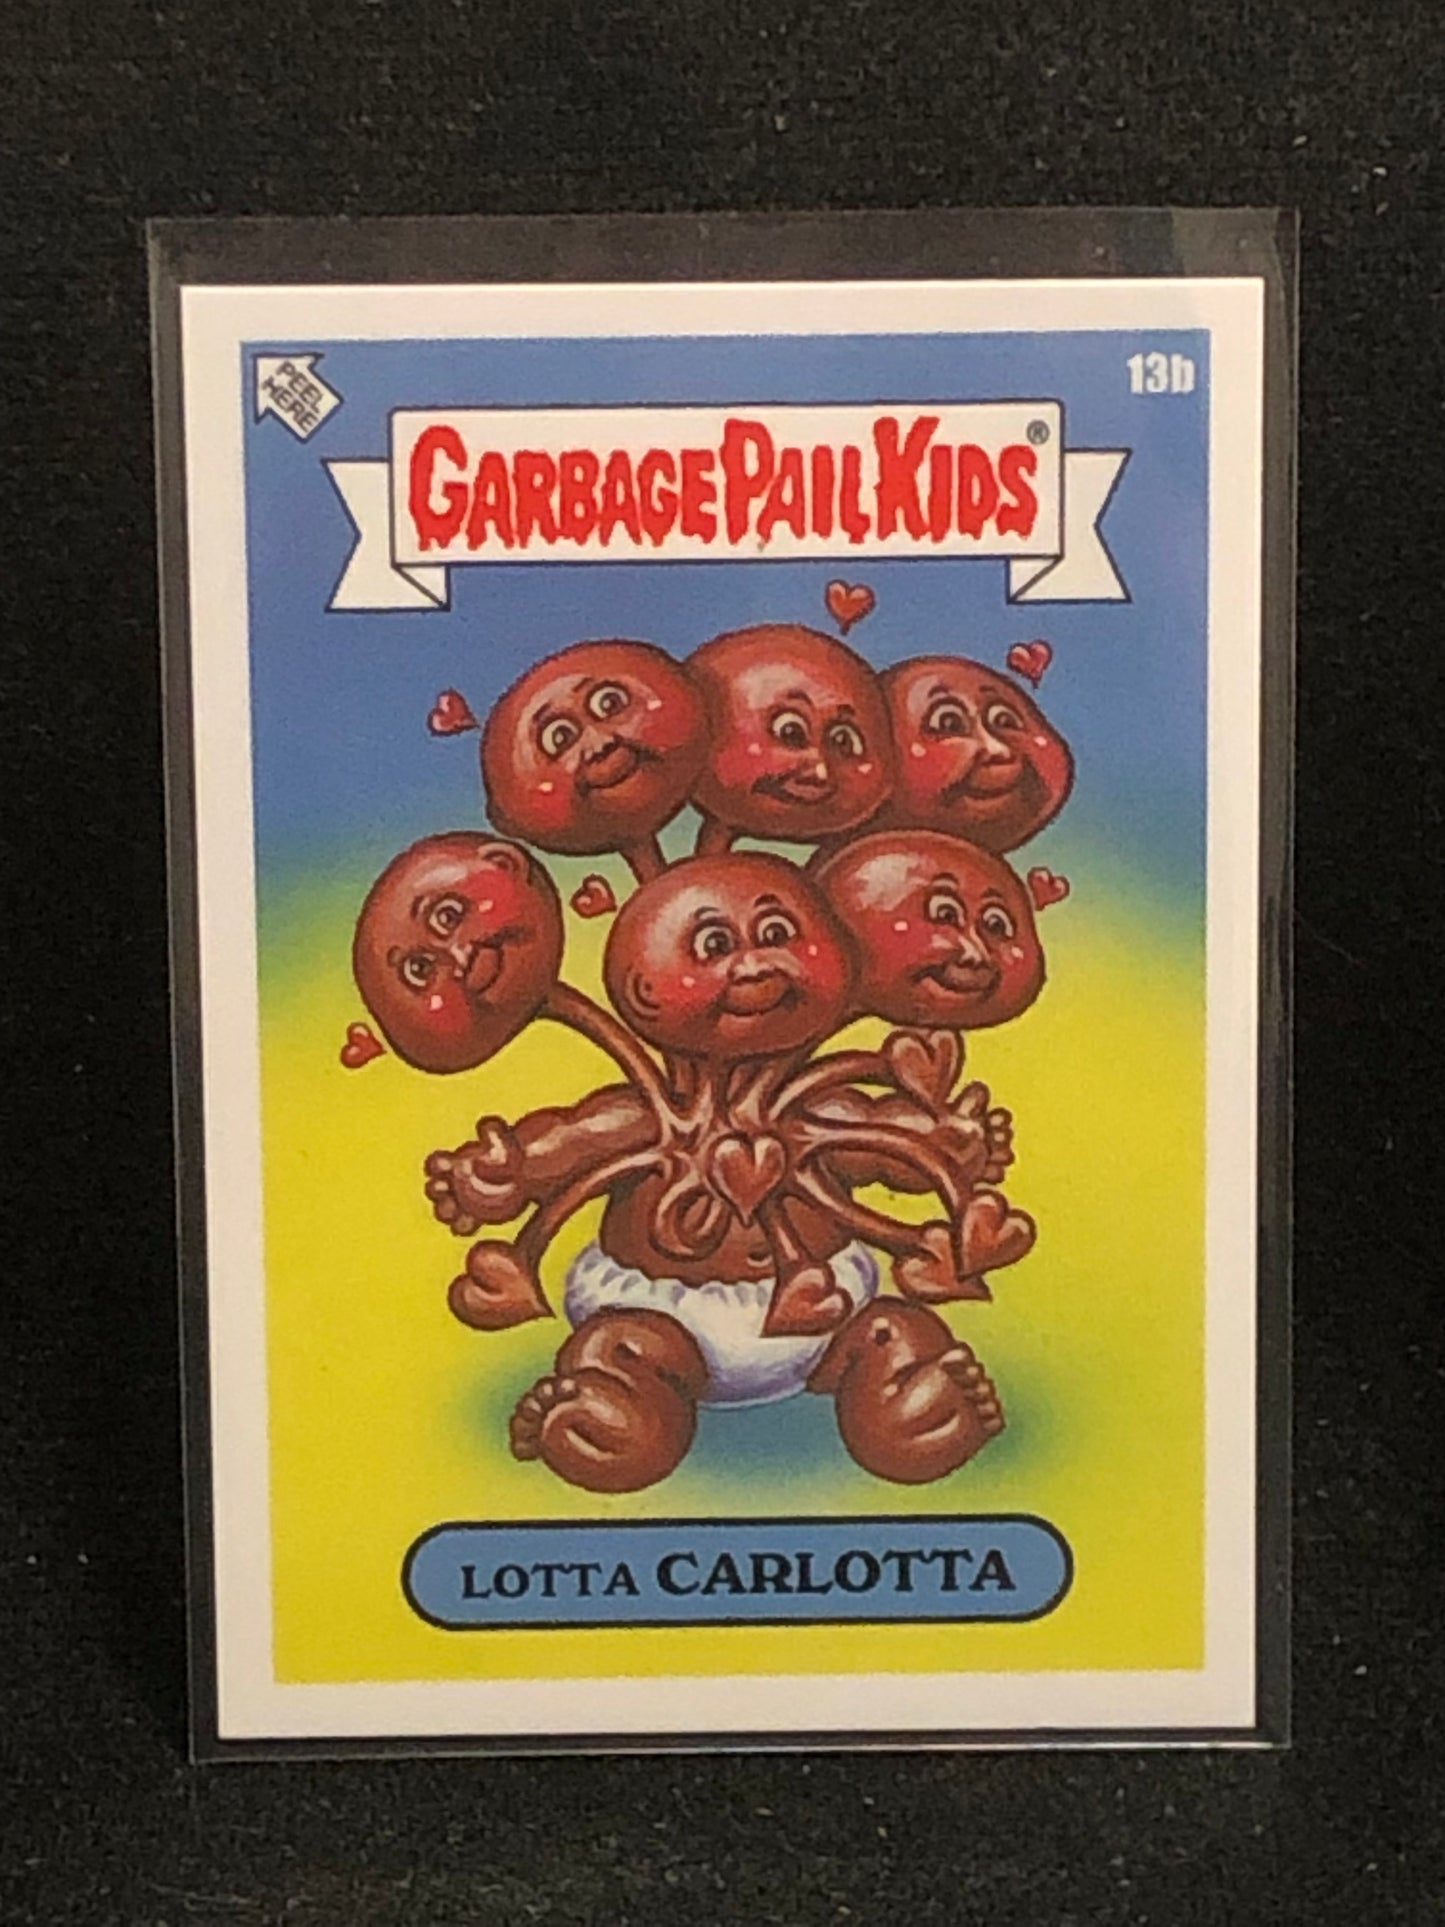 PEEL
HERE
13b
GARBAGE PAIL KIDS®
LOTTA CARLOTTA